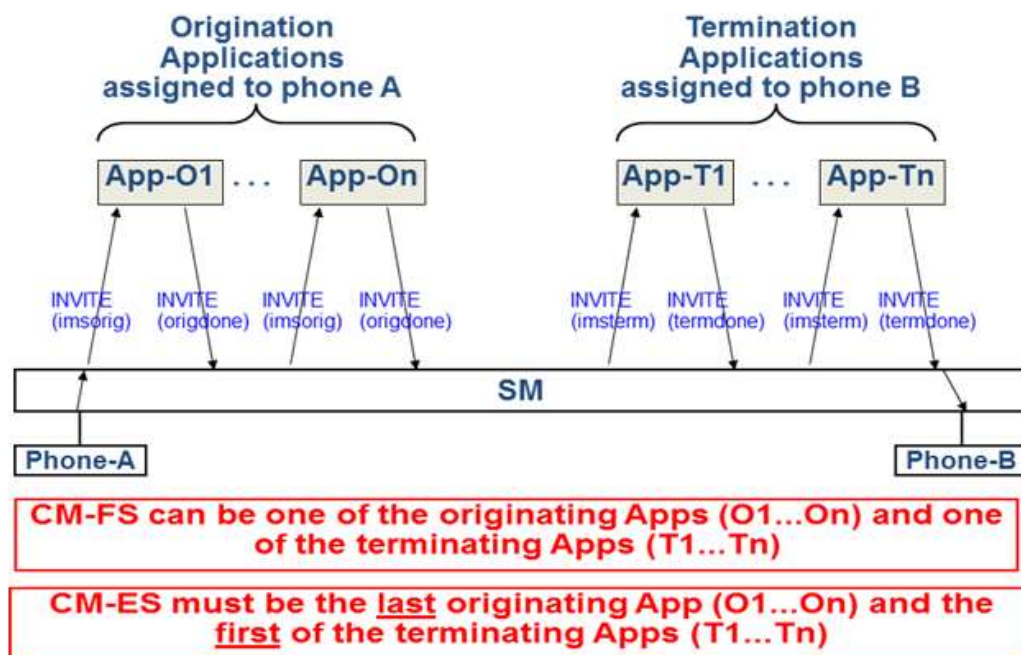 Origination
Applications
assigned to phone A
Termination
Applications
assigned to phone B
App-O1 . . . App-On
App-T1 . . . App-Tn
INVITE
(imsorig)
INVITE
(origdone)
INVITE
(imsorig)
INVITE
(origdone)
INVITE
(imsterm)
INVITE
(termdone)
INVITE
(imsterm)
INVITE
(termdone)
SM
Phone-A
Phone-B
CM-FS can be one of the originating Apps (O1...On) and one
of the terminating Apps (T1...Tn)
CM-ES must be the last originating App (O1...On) and the
first of the terminating Apps (T1...Tn)